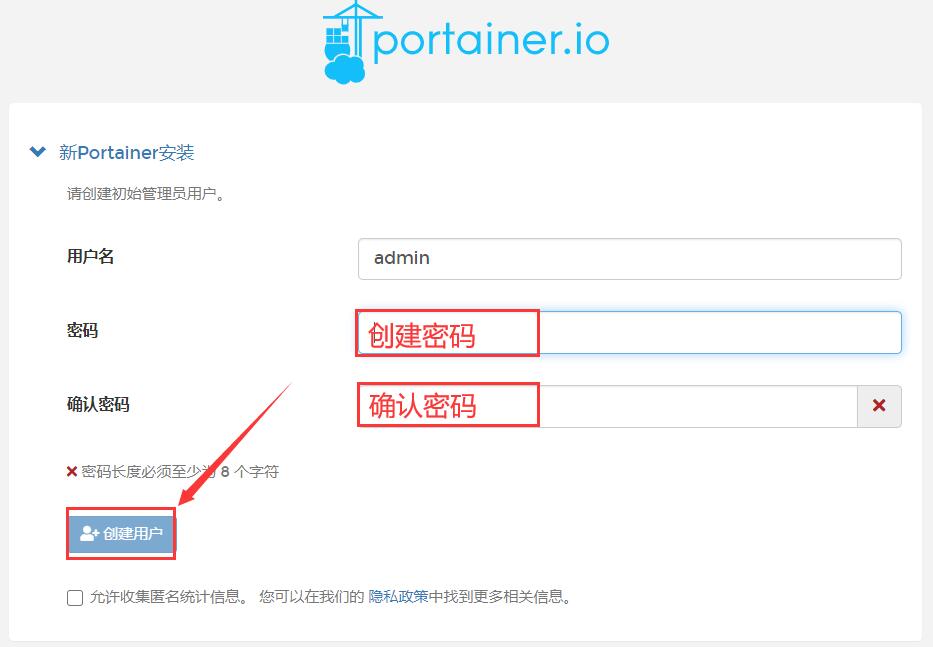 portainer.io
新Portainer安装
请创建初始管理员用户。
用户名
admin
密码
创建密码
确认密码
确认密码
密码长度必须至少为 8 个字符
创建用户
允许收集匿名统计信息。 您可以在我们的 隐私政策中找到更多相关信息。